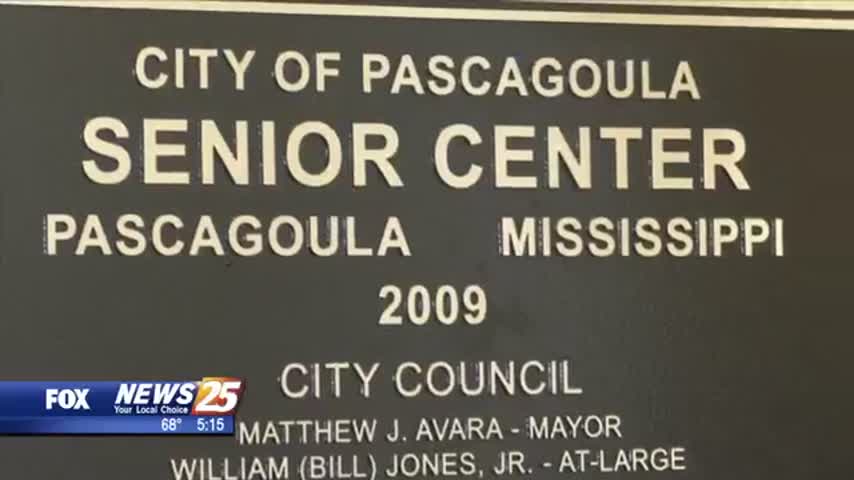 CITY OF PASCAGOULA
SENIOR CENTER
PASCAGOULA MISSISSIPPI
2009
CITY COUNCIL
MATTHEW J. AVARA - MAYOR
WILLIAM (BILL) JONES, JR. - AT-LARGE
FOX NEWS 25
Your Local Choice
68° 5:15